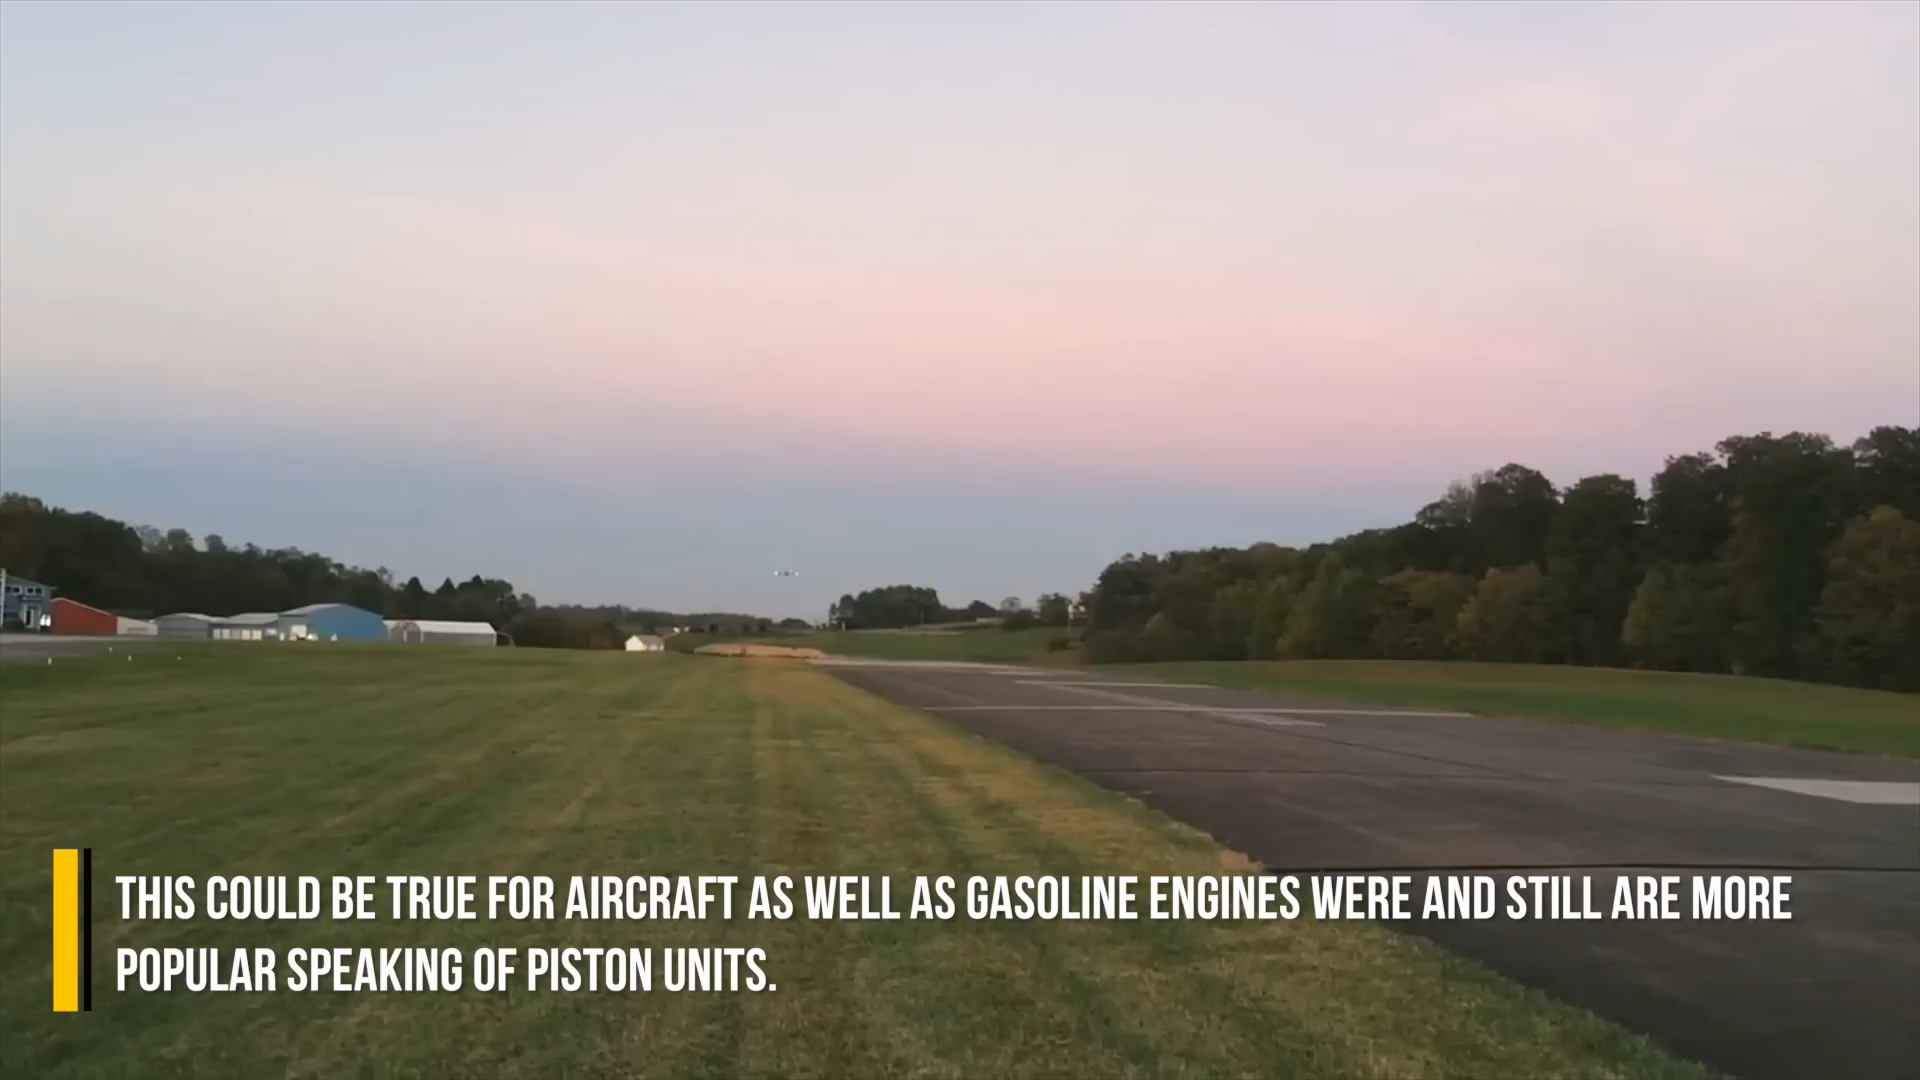 THIS COULD BE TRUE FOR AIRCRAFT AS WELL AS GASOLINE ENGINES WERE AND STILL ARE MORE
POPULAR SPEAKING OF PISTON UNITS.